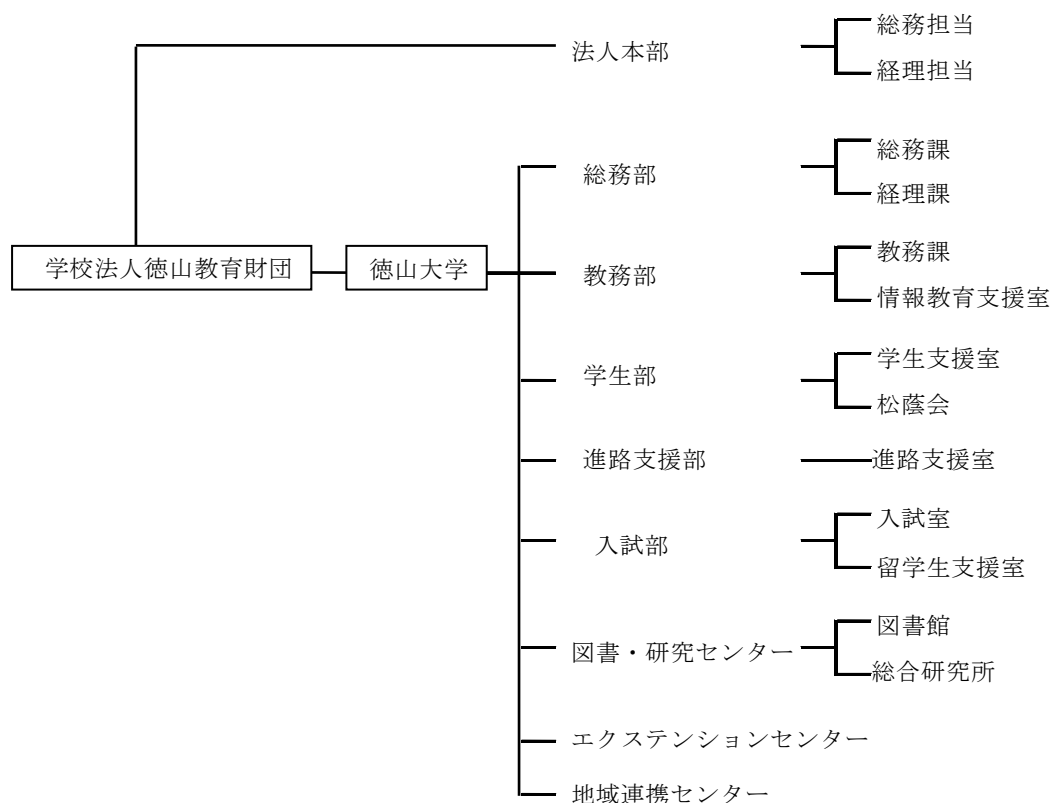 総務担当
法人本部
経理担当
総務課
総務部
経理課
教務課
学校法人徳山教育財団
徳山大学
教務部
情報教育支援室
学生支援室
学生部
松蔭会
進路支援部
進路支援室
入試室
入試部
留学生支援室
図書館
図書・研究センター
総合研究所
エクステンションセンター
地域連携センター